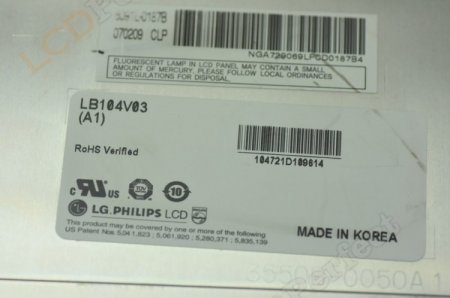 070209 CLP
NGA729069LPCD0187B4
FLUORESCENT LAMP IN LCD PANEL MAY CONTAIN A SMALL
AMOUNT OF MERCURY. PLEASE FOLLOW LOCAL ORDINANCES
OR REGULATIONS FOR DISPOSAL.
LB104V03
(A1)
RoHS Verified
104721D189614
c US
10
LG.PHILIPS LCD
This product may be covered by one or more of the following
US Patent Nos. 5,041,823 ; 5,061,920 ; 5,280,371 ; 5,835,139
MADE IN KOREA